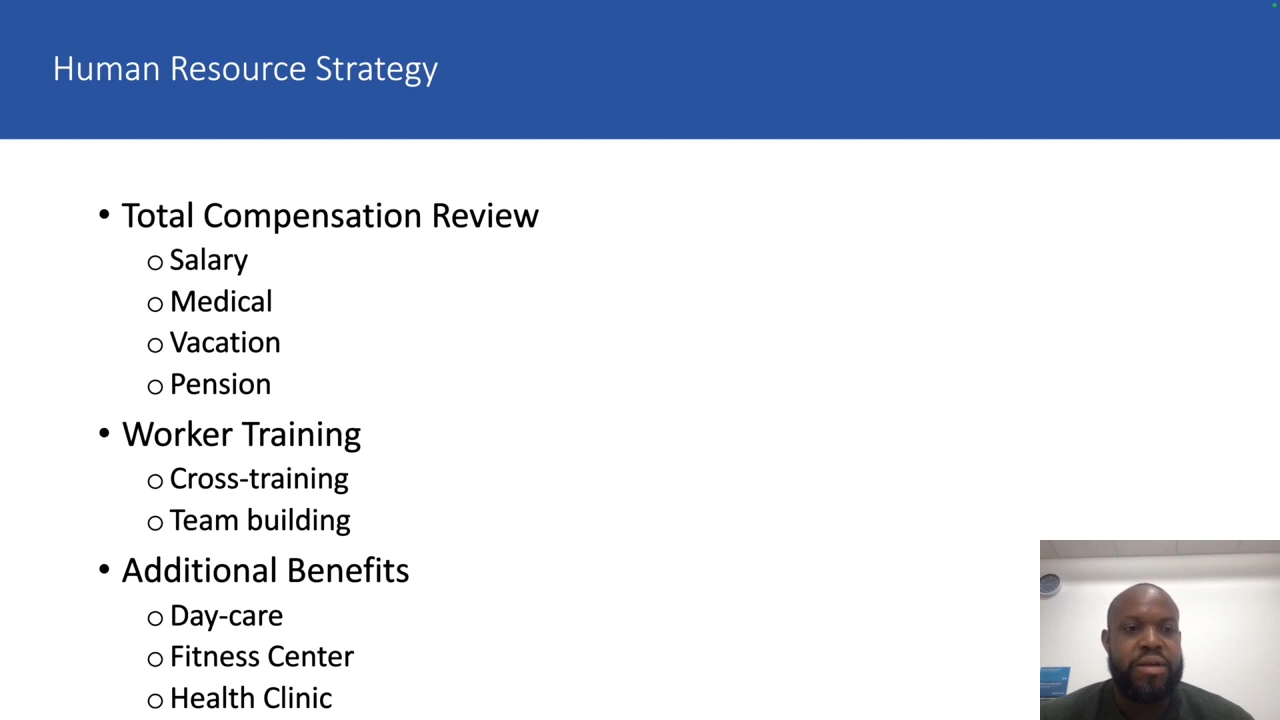 Human Resource Strategy
• Total Compensation Review
o Salary
o Medical
o Vacation
o Pension
• Worker Training
o Cross-training
o Team building
• Additional Benefits
o Day-care
o Fitness Center
o Health Clinic